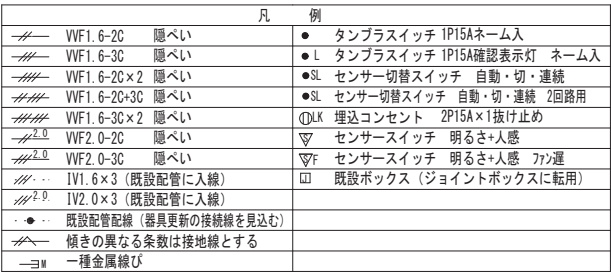 凡 例
VVF1.6-2C 隠ぺい
VVF1.6-3C 隠ぺい
VVF1.6-2C×2 隠ぺい
VVF1.6-2C+3C 隠ぺい
VVF1.6-3C×2 隠ぺい
2.0 VVF2.0-2C 隠ぺい
2.0 VVF2.0-3C 隠ぺい
IV1.6×3 (既設配管に入線)
2.0 IV2.0×3 (既設配管に入線)
既設配管配線 (器具更新の接続線を見込む)
傾きの異なる条数は接地線とする
M 一種金属線ぴ
タンブラスイッチ 1P15Aネーム入
L タンブラスイッチ 1P15A確認表示灯 ネーム入
SL センサー切替スイッチ 自動・切・連続
SL センサー切替スイッチ 自動・切・連続 2回路用
LK 埋込コンセント 2P15A×1抜け止め
S センサースイッチ 明るさ+人感
SF センサースイッチ 明るさ+人感 ファン遅
既設ボックス (ジョイントボックスに転用)